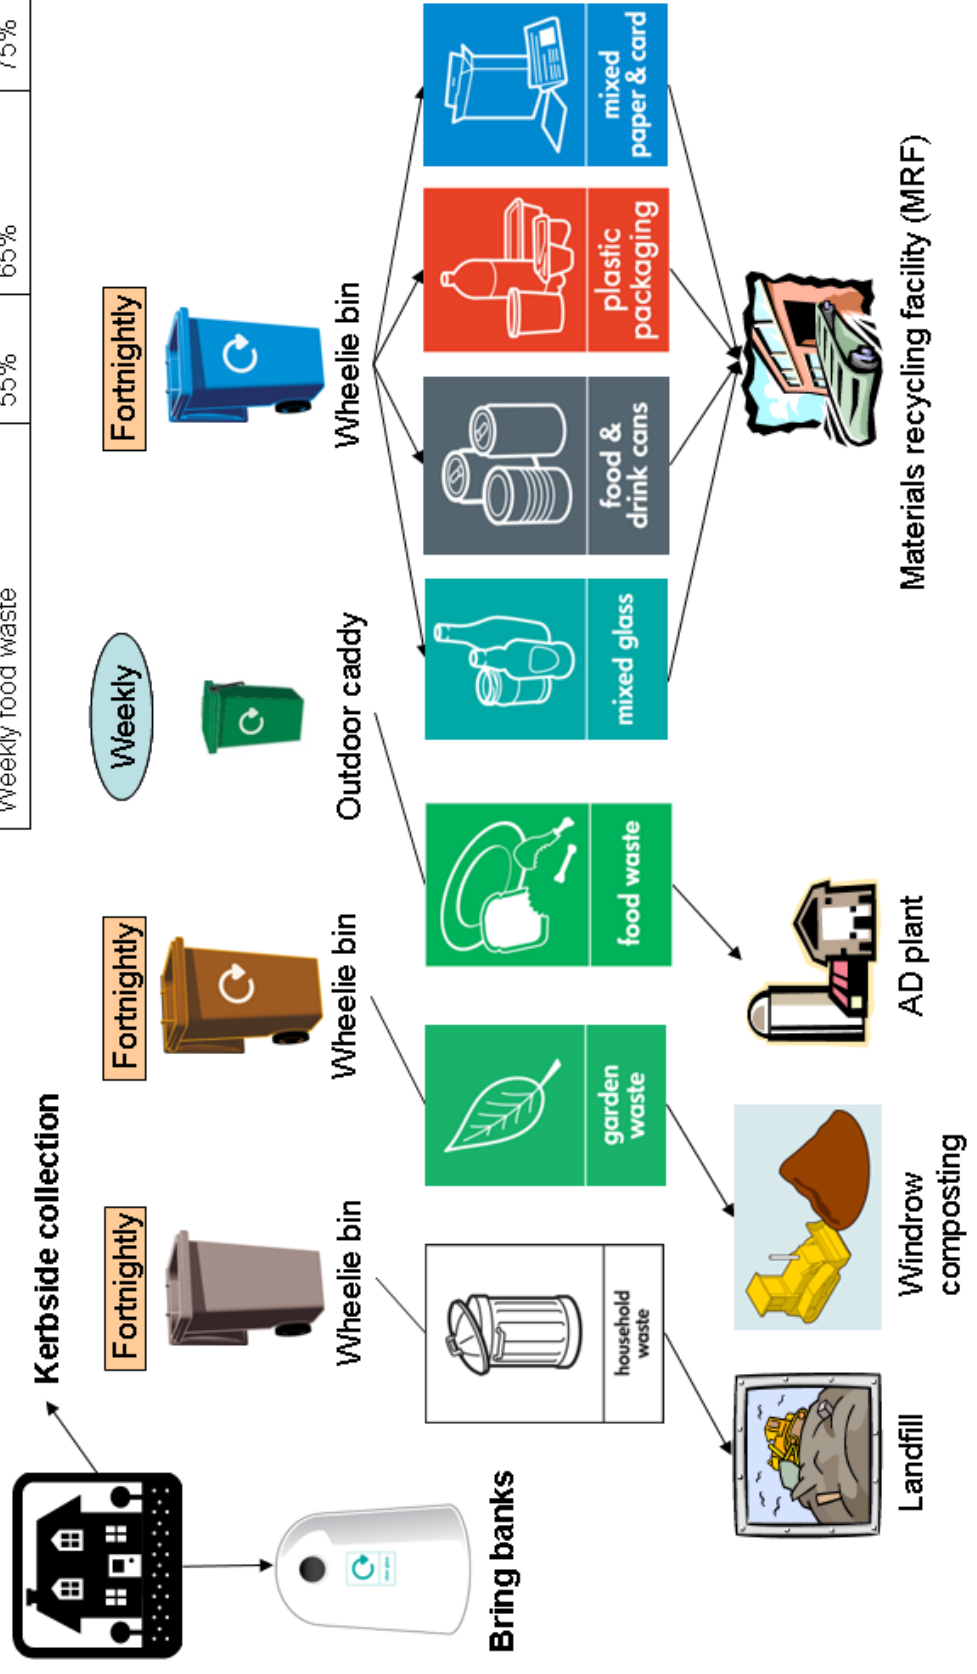 Weekly food waste 55% 65% 75%
Kerbside collection
Fortnightly
Fortnightly
Weekly
Fortnightly
Wheelie bin
Wheelie bin
Outdoor caddy
Wheelie bin
Bring banks
household
waste
garden
waste
food waste
mixed glass
food &
drink cans
plastic
packaging
mixed
paper & card
Landfill
Windrow
composting
AD plant
Materials recycling facility (MRF)